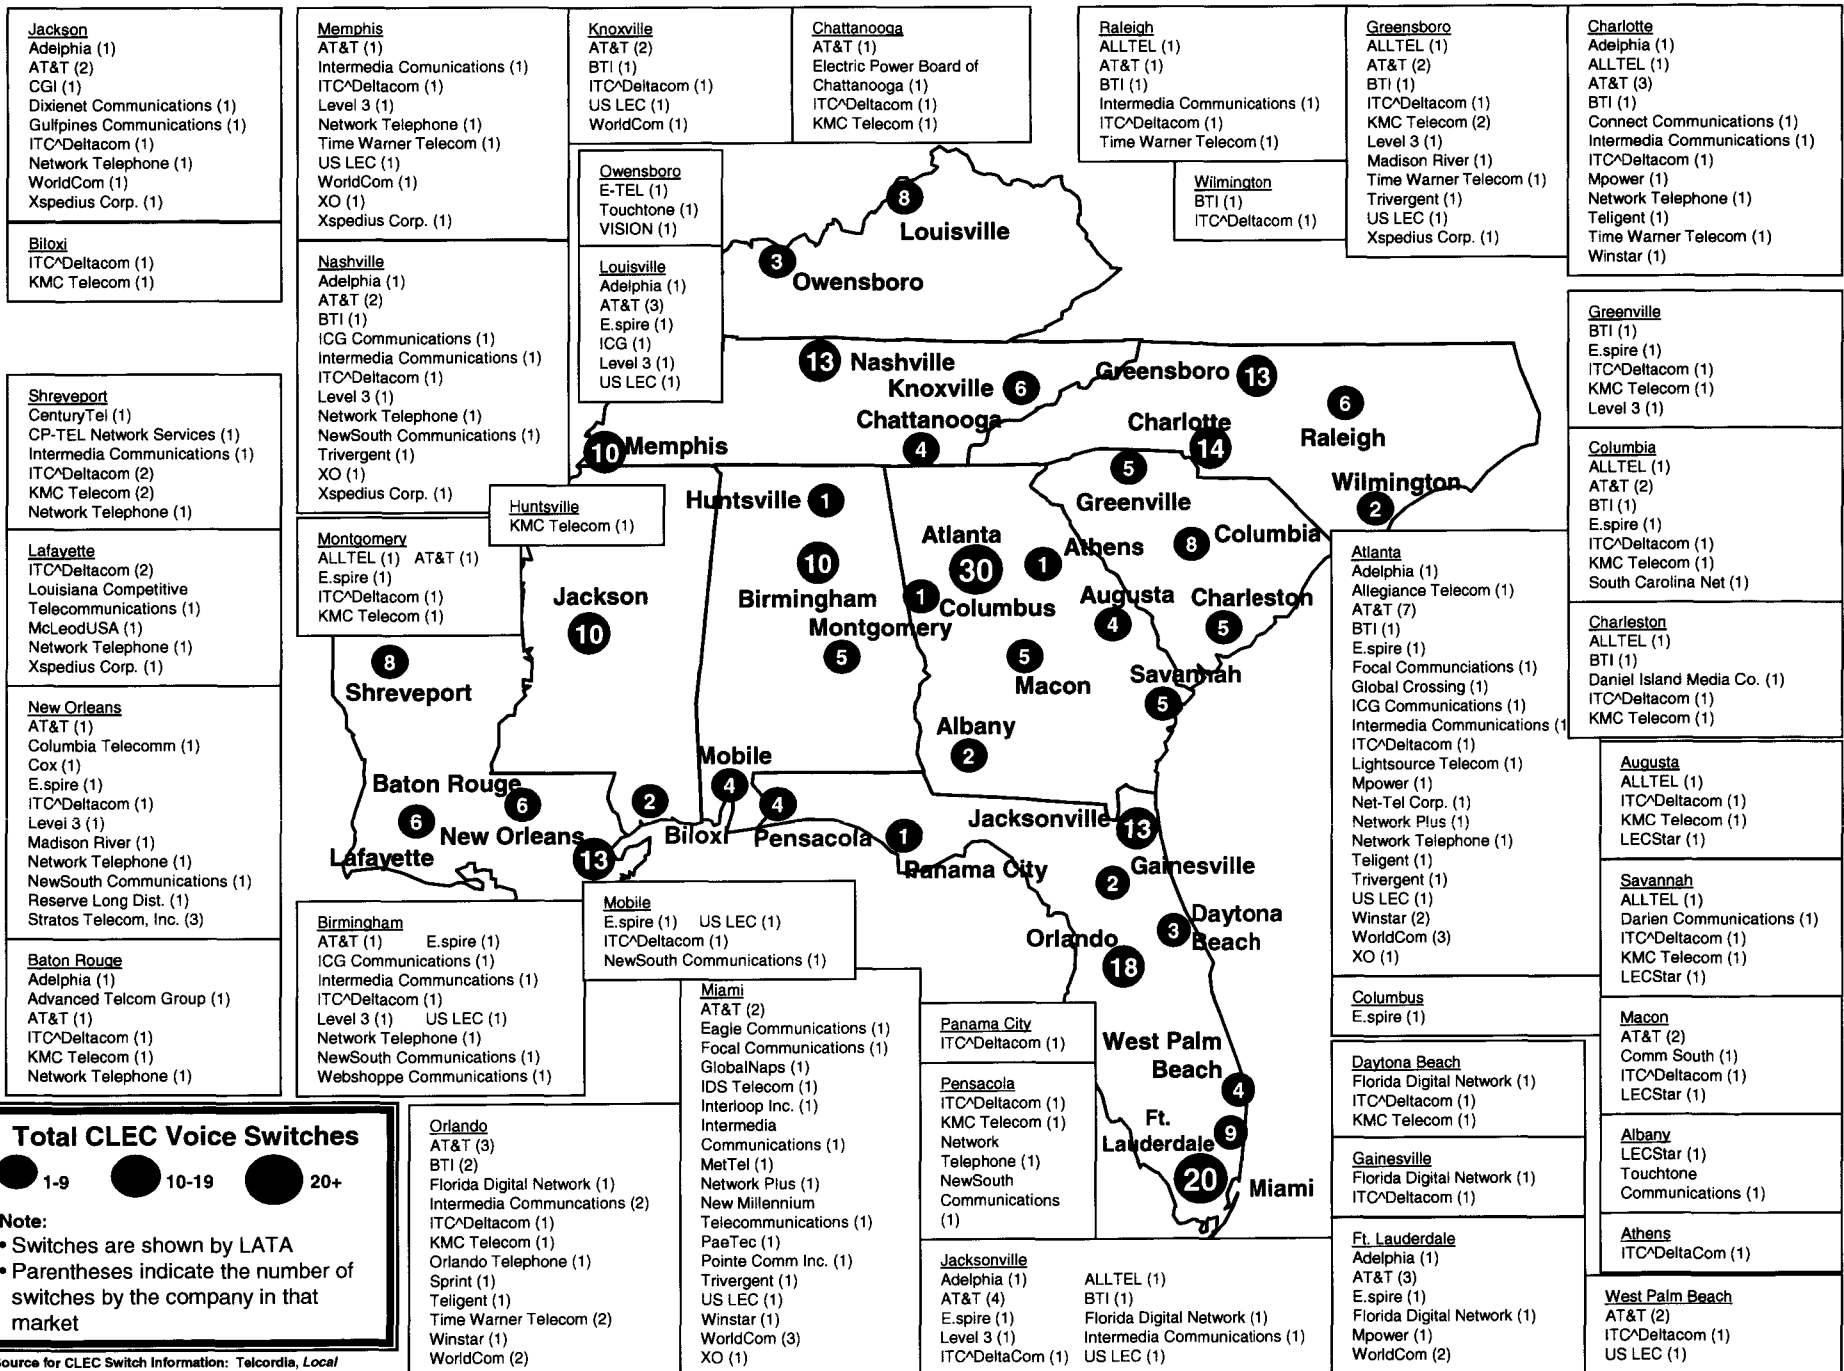 Jackson
Adelphia (1)
AT&T (2)
CGI (1)
Dixienet Communications (1)
Gulfpines Communications (1)
ITC^Deltacom (1)
Network Telephone (1)
WorldCom (1)
Xspedius Corp. (1)
Biloxi
ITC^Deltacom (1)
KMC Telecom (1)
Memphis
AT&T (1)
Intermedia Comunications (1)
ITC^Deltacom (1)
Level 3 (1)
Network Telephone (1)
Time Warner Telecom (1)
US LEC (1)
WorldCom (1)
XO (1)
Xspedius Corp. (1)
Nashville
Adelphia (1)
AT&T (2)
BTI (1)
ICG Communications (1)
Intermedia Communications (1)
ITC^Deltacom (1)
Level 3 (1)
Network Telephone (1)
NewSouth Communications (1)
Trivergent (1)
XO (1)
Xspedius Corp. (1)
Knoxville
AT&T (2)
BTI (1)
ITC^Deltacom (1)
US LEC (1)
WorldCom (1)
Chattanooga
AT&T (1)
Electric Power Board of
Chattanooga (1)
ITC^Deltacom (1)
KMC Telecom (1)
Owensboro
E-TEL (1)
Touchtone (1)
VISION (1)
Louisville
Adelphia (1)
AT&T (3)
E.spire (1)
ICG (1)
Level 3 (1)
US LEC (1)
Raleigh
ALLTEL (1)
AT&T (1)
BTI (1)
Intermedia Communications (1)
ITC^Deltacom (1)
Time Warner Telecom (1)
Wilmington
BTI (1)
ITC^Deltacom (1)
Greensboro
ALLTEL (1)
AT&T (2)
BTI (1)
ITC^Deltacom (1)
KMC Telecom (2)
Level 3 (1)
Madison River (1)
Time Warner Telecom (1)
Trivergent (1)
US LEC (1)
Xspedius Corp. (1)
Charlotte
Adelphia (1)
ALLTEL (1)
AT&T (3)
BTI (1)
Connect Communications (1)
Intermedia Communications (1)
ITC^Deltacom (1)
Mpower (1)
Network Telephone (1)
Teligent (1)
Time Warner Telecom (1)
Winstar (1)
Greenville
BTI (1)
E.spire (1)
ITC^Deltacom (1)
KMC Telecom (1)
Level 3 (1)
Columbia
ALLTEL (1)
AT&T (2)
BTI (1)
E.spire (1)
ITC^Deltacom (1)
KMC Telecom (1)
South Carolina Net (1)
Charleston
ALLTEL (1)
BTI (1)
Daniel Island Media Co. (1)
ITC^Deltacom (1)
KMC Telecom (1)
Shreveport
CenturyTel (1)
CP-TEL Network Services (1)
Intermedia Communications (1)
ITC^Deltacom (2)
KMC Telecom (2)
Network Telephone (1)
Lafayette
ITC^Deltacom (2)
Louisiana Competitive
Telecommunications (1)
McLeodUSA (1)
Network Telephone (1)
Xspedius Corp. (1)
New Orleans
AT&T (1)
Columbia Telecomm (1)
Cox (1)
E.spire (1)
ITC^Deltacom (1)
Level 3 (1)
Madison River (1)
Network Telephone (1)
NewSouth Communications (1)
Reserve Long Dist. (1)
Stratos Telecom, Inc. (3)
Baton Rouge
Adelphia (1)
Advanced Telcom Group (1)
AT&T (1)
ITC^Deltacom (1)
KMC Telecom (1)
Network Telephone (1)
Huntsville
KMC Telecom (1)
Montgomery
ALLTEL (1) AT&T (1)
E.spire (1)
ITC^Deltacom (1)
KMC Telecom (1)
8
Louisville
3
Owensboro
13 Nashville
Knoxville 6
Chattanooga
4
10 Memphis
Greensboro 13
6
Raleigh
Charlotte
14
Wilmington
2
5
Greenville
Huntsville 1
8 Columbia
Atlanta
30
1 Athens
10
Birmingham
1 Columbus
Augusta
4
Charleston
5
Jackson
10
Montgomery
5
5
Macon
Savannah
5
8
Shreveport
Albany
2
Mobile
4
Baton Rouge
6
2
Biloxi
4
Pensacola
6
Lafayette
New Orleans
13
1
Panama City
Jacksonville 13
Gainesville
2
3 Daytona
Beach
Orlando
18
West Palm
Beach
4
Ft.
Lauderdale
9
20
Miami
Atlanta
Adelphia (1)
Allegiance Telecom (1)
AT&T (7)
BTI (1)
E.spire (1)
Focal Communciations (1)
Global Crossing (1)
ICG Communications (1)
Intermedia Communications (1
ITC^Deltacom (1)
Lightsource Telecom (1)
Mpower (1)
Net-Tel Corp. (1)
Network Plus (1)
Network Telephone (1)
Teligent (1)
Trivergent (1)
US LEC (1)
Winstar (2)
WorldCom (3)
XO (1)
Columbus
E.spire (1)
Augusta
ALLTEL (1)
ITC^Deltacom (1)
KMC Telecom (1)
LECStar (1)
Savannah
ALLTEL (1)
Darien Communications (1)
ITC^Deltacom (1)
KMC Telecom (1)
LECStar (1)
Macon
AT&T (2)
Comm South (1)
ITC^Deltacom (1)
LECStar (1)
Albany
LECStar (1)
Touchtone
Communications (1)
Athens
ITC^DeltaCom (1)
Birmingham
AT&T (1) E.spire (1)
ICG Communications (1)
Intermedia Communcations (1)
ITC^Deltacom (1)
Level 3 (1) US LEC (1)
Network Telephone (1)
NewSouth Communications (1)
Webshoppe Communications (1)
Mobile
E.spire (1) US LEC (1)
ITC^Deltacom (1)
NewSouth Communications (1)
Miami
AT&T (2)
Eagle Communications (1)
Focal Communications (1)
GlobalNaps (1)
IDS Telecom (1)
Interloop Inc. (1)
Intermedia
Communications (1)
MetTel (1)
Network Plus (1)
New Millennium
Telecommunications (1)
PaeTec (1)
Pointe Comm Inc. (1)
Trivergent (1)
US LEC (1)
Winstar (1)
WorldCom (3)
XO (1)
Panama City
ITC^Deltacom (1)
Pensacola
ITC^Deltacom (1)
KMC Telecom (1)
Network
Telephone (1)
NewSouth
Communications
(1)
Daytona Beach
Florida Digital Network (1)
ITC^Deltacom (1)
KMC Telecom (1)
Gainesville
Florida Digital Network (1)
ITC^Deltacom (1)
Ft. Lauderdale
Adelphia (1)
AT&T (3)
E.spire (1)
Florida Digital Network (1)
Mpower (1)
WorldCom (2)
West Palm Beach
AT&T (2)
ITC^Deltacom (1)
US LEC (1)
Orlando
AT&T (3)
BTI (2)
Florida Digital Network (1)
Intermedia Communcations (2)
ITC^Deltacom (1)
KMC Telecom (1)
Orlando Telephone (1)
Sprint (1)
Teligent (1)
Time Warner Telecom (2)
Winstar (1)
WorldCom (2)
Jacksonville
Adelphia (1) ALLTEL (1)
AT&T (4) BTI (1)
E.spire (1) Florida Digital Network (1)
Level 3 (1) Intermedia Communications (1)
ITC^DeltaCom (1) US LEC (1)
Total CLEC Voice Switches
1-9 10-19 20+
Note:
• Switches are shown by LATA
• Parentheses indicate the number of
switches by the company in that
market
ource for CLEC Switch Information: Telcordia, Local